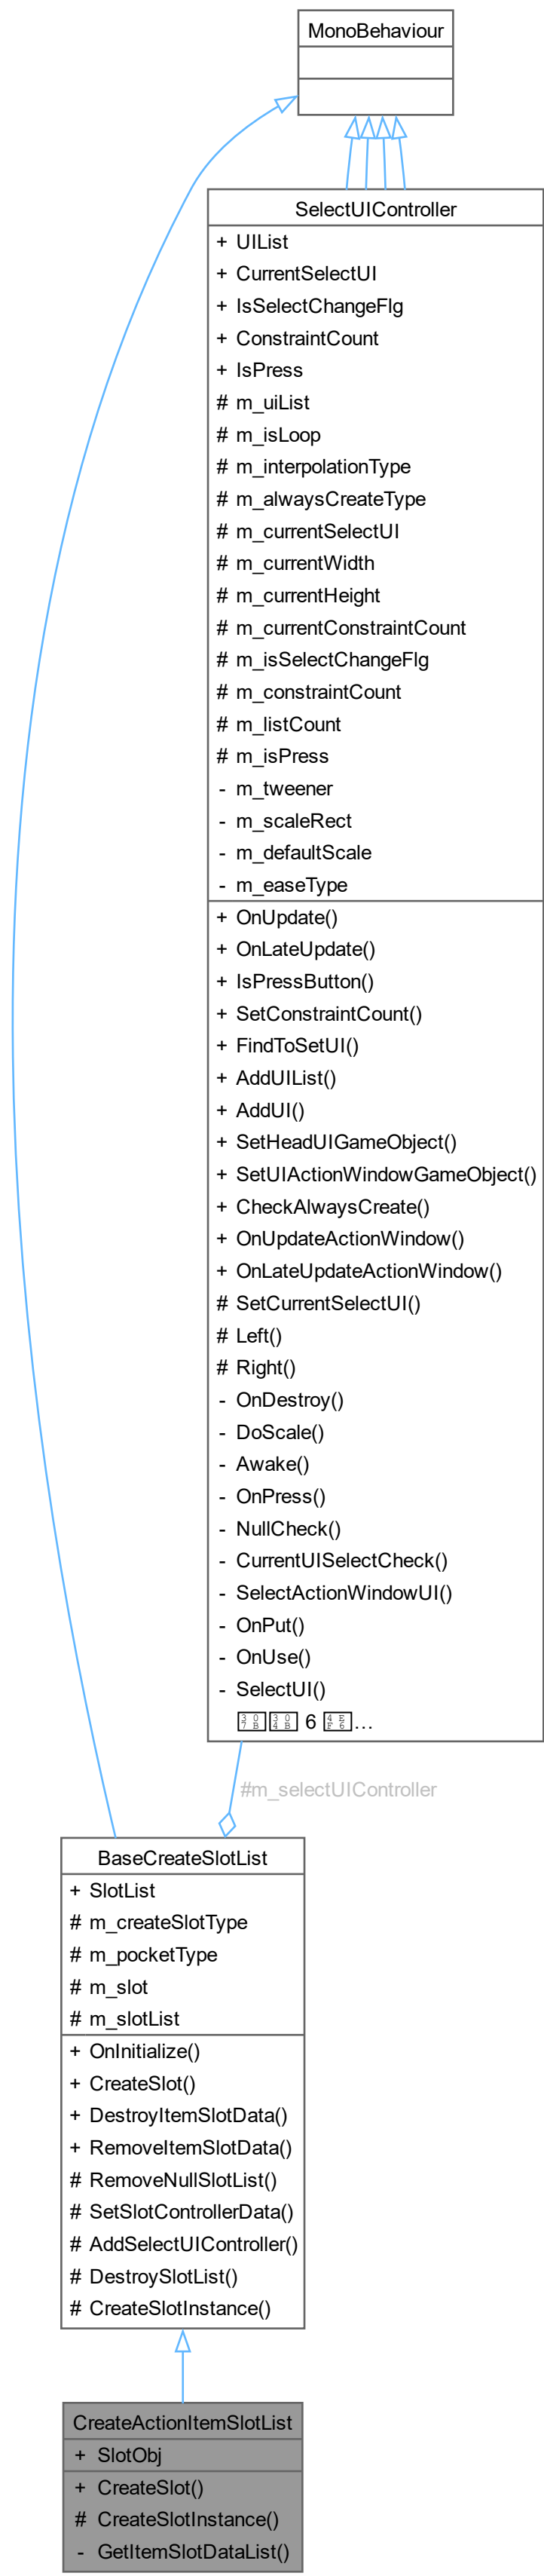 MonoBehaviour
SelectUIController
+ UIList
+ CurrentSelectUI
+ IsSelectChangeFlg
+ ConstraintCount
+ IsPress
# m_uiList
# m_isLoop
# m_interpolationType
# m_alwaysCreateType
# m_currentSelectUI
# m_currentWidth
# m_currentHeight
# m_currentConstraintCount
# m_isSelectChangeFlg
# m_constraintCount
# m_listCount
# m_isPress
- m_tweener
- m_scaleRect
- m_defaultScale
- m_easeType
+ OnUpdate()
+ OnLateUpdate()
+ IsPressButton()
+ SetConstraintCount()
+ FindToSetUI()
+ AddUIList()
+ AddUI()
+ SetHeadUIGameObject()
+ SetUIActionWindowGameObject()
+ CheckAlwaysCreate()
+ OnUpdateActionWindow()
+ OnLateUpdateActionWindow()
# SetCurrentSelectUI()
# Left()
# Right()
- OnDestroy()
- DoScale()
- Awake()
- OnPress()
- NullCheck()
- CurrentUISelectCheck()
- SelectActionWindowUI()
- OnPut()
- OnUse()
- SelectUI()
6 ...
#m_selectUIController
BaseCreateSlotList
+ SlotList
# m_createSlotType
# m_pocketType
# m_slot
# m_slotList
+ OnInitialize()
+ CreateSlot()
+ DestroyItemSlotData()
+ RemoveItemSlotData()
# RemoveNullSlotList()
# SetSlotControllerData()
# AddSelectUIController()
# DestroySlotList()
# CreateSlotInstance()
CreateActionItemSlotList
+ SlotObj
+ CreateSlot()
# CreateSlotInstance()
- GetItemSlotDataList()